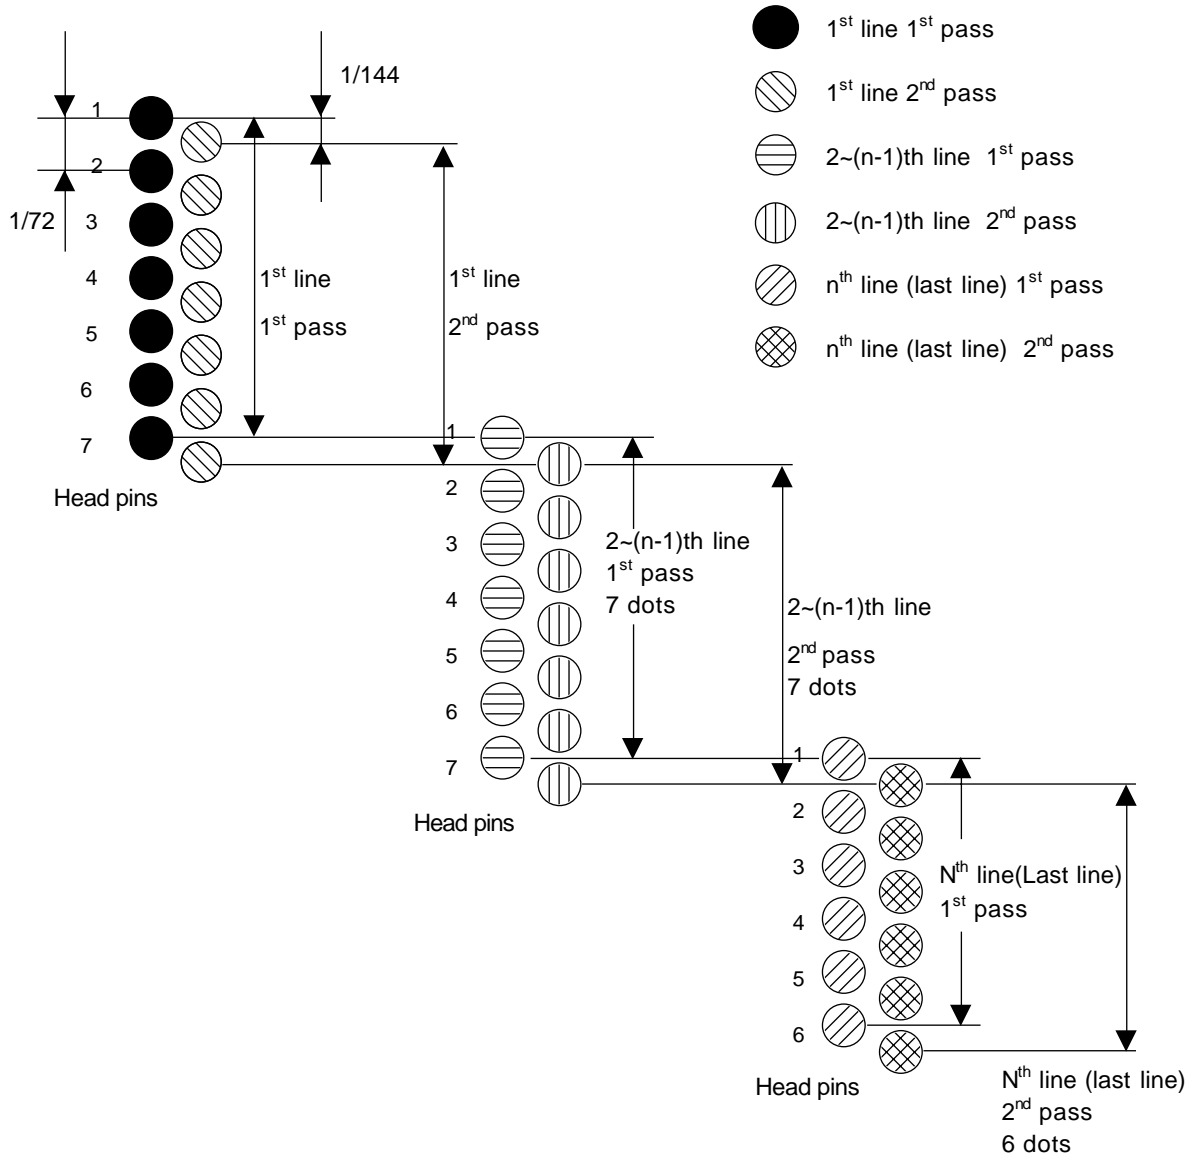 1st line 1st pass
1st line 2nd pass
2~(n-1)th line 1st pass
2~(n-1)th line 2nd pass
nth line (last line) 1st pass
nth line (last line) 2nd pass
1/144
1/72
1
2
3
4
5
6
7
Head pins
1st line
1st pass
1st line
2nd pass
1
2
3
4
5
6
7
Head pins
2~(n-1)th line
1st pass
7 dots
2~(n-1)th line
2nd pass
7 dots
1
2
3
4
5
6
Head pins
Nth line(Last line)
1st pass
Nth line (last line)
2nd pass
6 dots